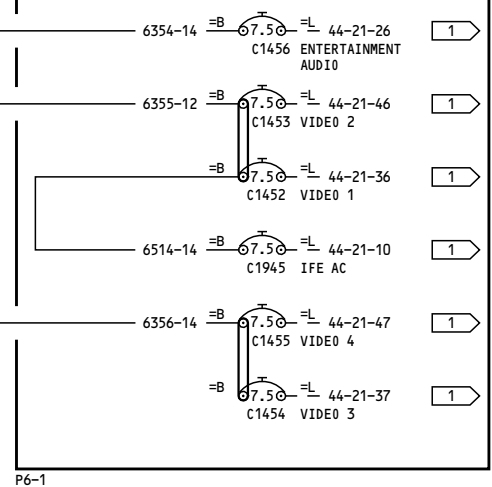 6354-14 =B 7.5 =L 44-21-26 1
C1456 ENTERTAINMENT
AUDIO
6355-12 =B 7.5 =L 44-21-46 1
C1453 VIDEO 2
=B 7.5 =L 44-21-36 1
C1452 VIDEO 1
6514-14 =B 7.5 =L 44-21-10 1
C1945 IFE AC
6356-14 =B 7.5 =L 44-21-47 1
C1455 VIDEO 4
=B 7.5 =L 44-21-37 1
C1454 VIDEO 3
P6-1